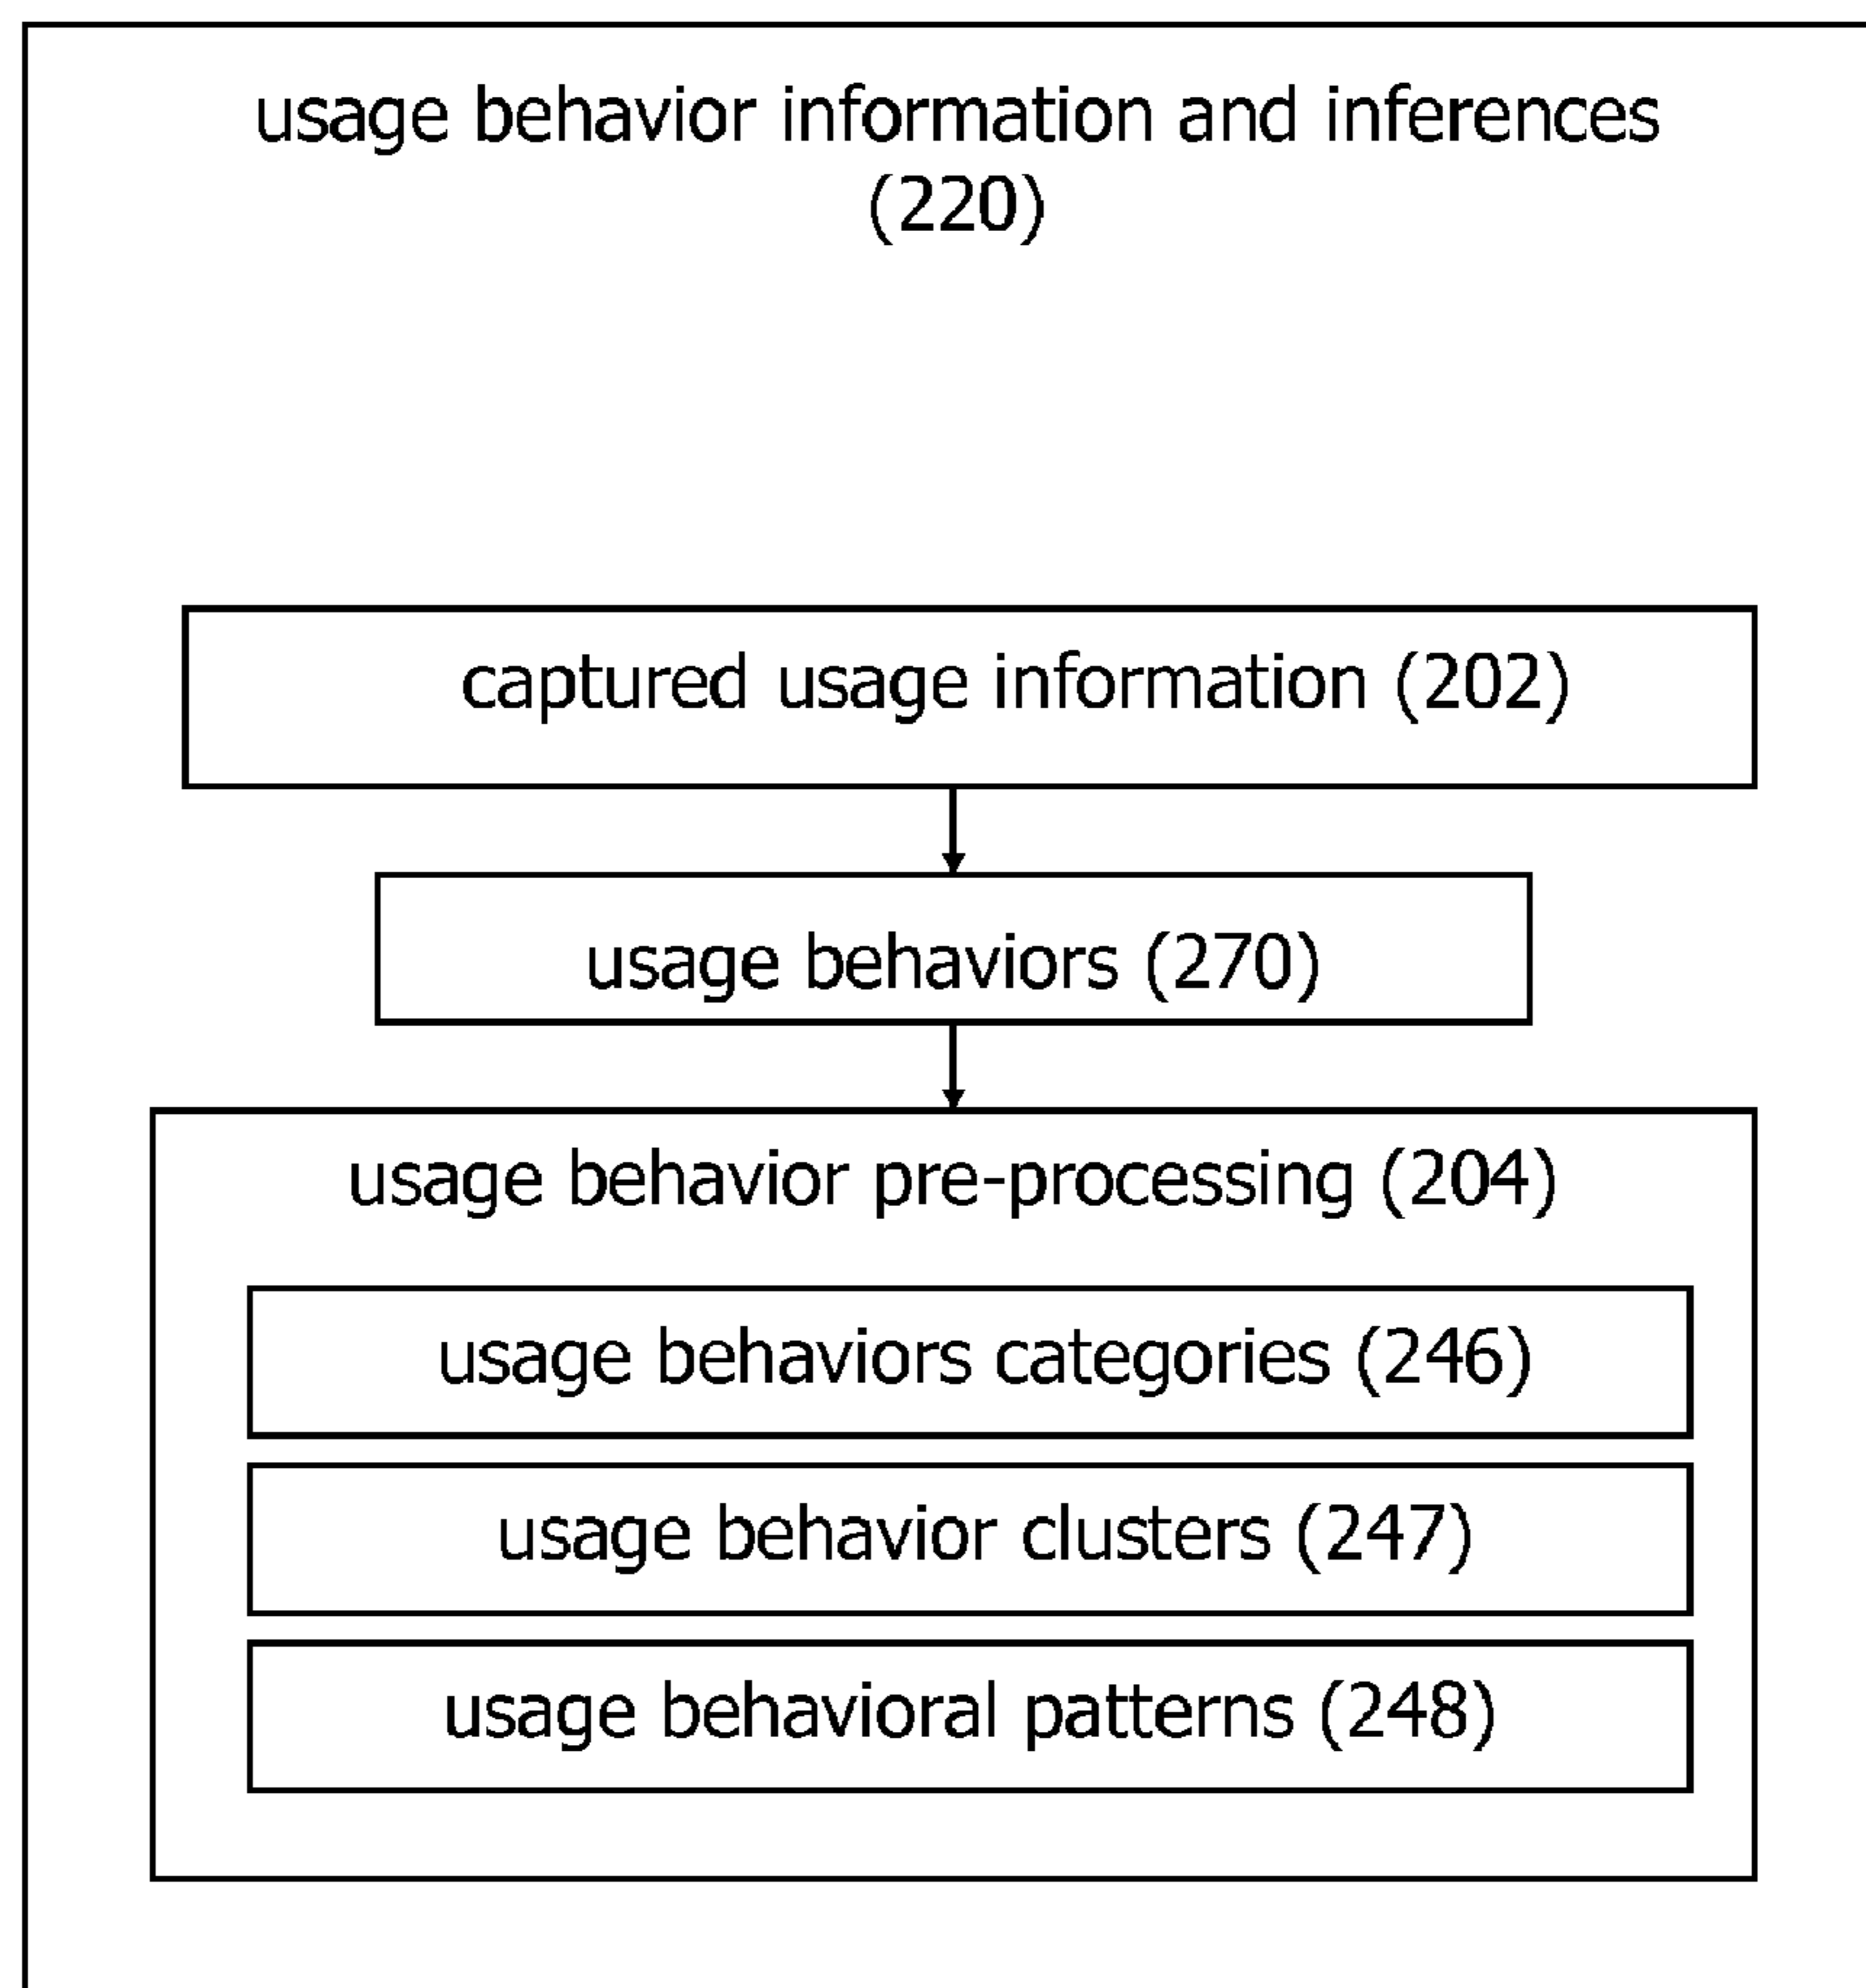 usage behavior information and inferences
(220)
captured usage information (202)
usage behaviors (270)
usage behavior pre-processing (204)
usage behaviors categories (246)
usage behavior clusters (247)
usage behavioral patterns (248)